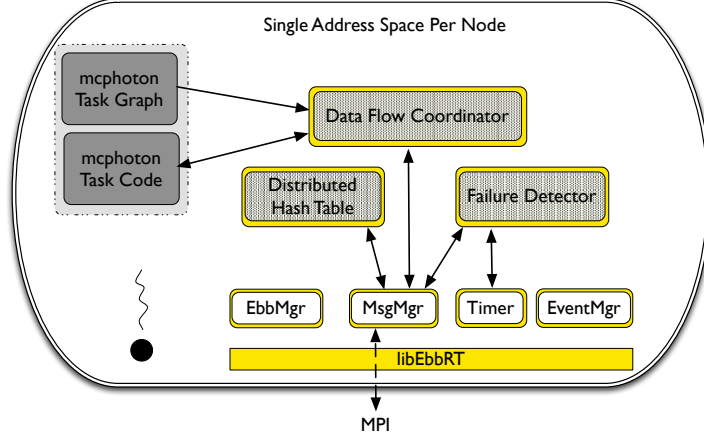 Single Address Space Per Node
mcphoton
Task Graph
Data Flow Coordinator
mcphoton
Task Code
Distributed
Hash Table
Failure Detector
EbbMgr
MsgMgr
Timer
EventMgr
libEbbRT
MPI